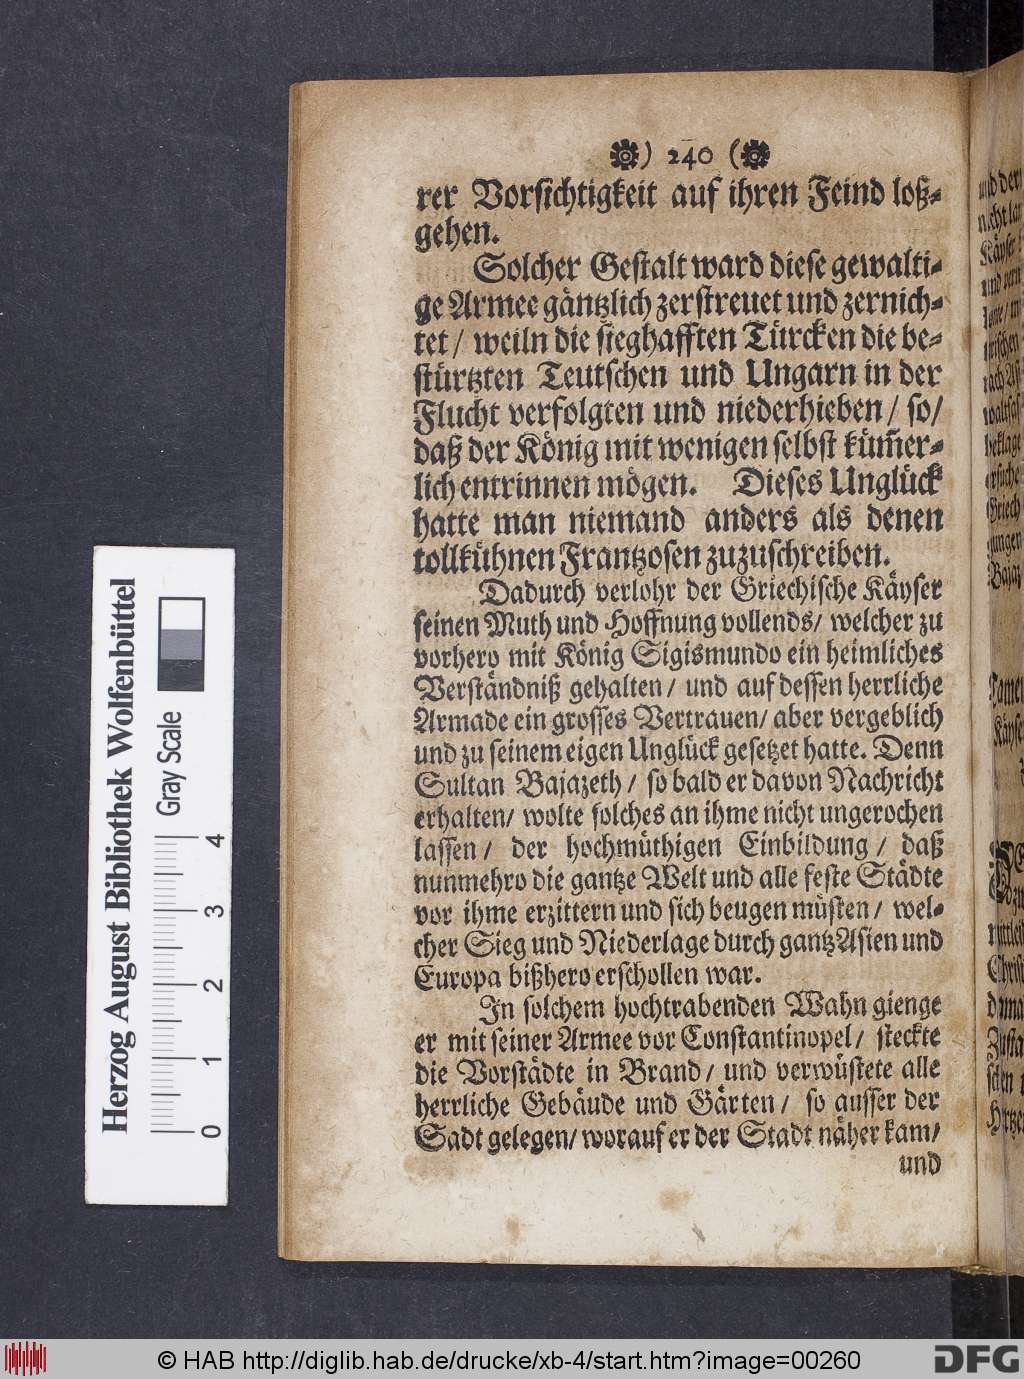 ) 240 (
rer Vorsichtigkeit auf ihren Feind loß-
gehen.
Solcher Gestalt ward diese gewalti-
ge Armee gäntzlich zerstreuet und zernich-
tet / weiln die sieghafften Türcken die be-
stürtzten Teutschen und Ungarn in der
Flucht verfolgten und niederhieben / so /
daß der König mit wenigen selbst küm̃er-
lich entrinnen mögen. Dieses Unglück
hatte man niemand anders als denen
tollkühnen Frantzosen zuzuschreiben.
Dadurch verlohr der Griechische Käyser
seinen Muth und Hoffnung vollends / welcher zu
vorhero mit König Sigismundo ein heimliches
Verständniß gehalten / und auf dessen herrliche
Armade ein grosses Vertrauen / aber vergeblich
und zu seinem eigen Unglück gesetzet hatte. Denn
Sultan Bajazeth / so bald er davon Nachricht
erhalten / wolte solches an ihme nicht ungerochen
lassen / der hochmüthigen Einbildung / daß
nunmehro die gantze Welt und alle feste Städte
vor ihme erzittern und sich beugen müsten / wel-
cher Sieg und Niederlage durch gantz Asien und
Europa bißhero erschollen war.
In solchem hochtrabenden Wahn gienge
er mit seiner Armee vor Constantinopel / steckte
die Vorstädte in Brand / und verwüstete alle
herrliche Gebäude und Gärten / so ausser der
Sadt gelegen / worauf er der Stadt näher kam /
und
Herzog August Bibliothek Wolfenbüttel
Gray Scale
0 1 2 3 4
© HAB http://diglib.hab.de/drucke/xb-4/start.htm?image=00260
DFG